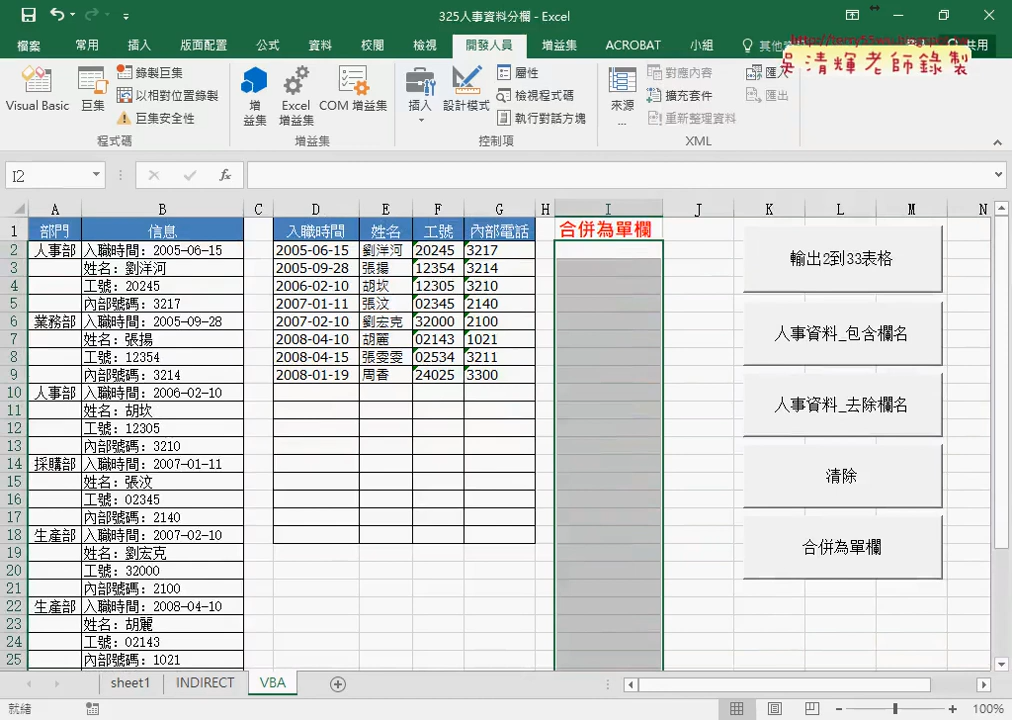 325人事資料分欄 - Excel
檔案 常用 插入 版面配置 公式 資料 校閱 檢視 開發人員 增益集 ACROBAT 小組 其他 共用
吳清輝老師錄製
Visual Basic 巨集 錄製巨集 以相對位置錄製 巨集安全性
增益集 Excel 增益集 COM 增益集
插入 設計模式 屬性 檢視程式碼 執行對話方塊
來源... 對應內容 擴充套件 重新整理資料 匯入 匯出
程式碼 增益集 控制項 XML
I2 fx
A B C D E F G H I J K L M N
1 部門 信息 入職時間 姓名 工號 內部電話 合併為單欄
2 人事部 入職時間：2005-06-15 2005-06-15 劉洋河 20245 3217
3 姓名：劉洋河 2005-09-28 張揚 12354 3214
4 工號：20245 2006-02-10 胡坎 12305 3210
5 內部號碼：3217 2007-01-11 張汶 02345 2140
6 業務部 入職時間：2005-09-28 2007-02-10 劉宏克 32000 2100
7 姓名：張揚 2008-04-10 胡麗 02143 1021
8 工號：12354 2008-04-15 張雯雯 02534 3211
9 內部號碼：3214 2008-01-19 周香 24025 3300
10 人事部 入職時間：2006-02-10
11 姓名：胡坎
12 工號：12305
13 內部號碼：3210
14 採購部 入職時間：2007-01-11
15 姓名：張汶
16 工號：02345
17 內部號碼：2140
18 生產部 入職時間：2007-02-10
19 姓名：劉宏克
20 工號：32000
21 內部號碼：2100
22 生產部 入職時間：2008-04-10
23 姓名：胡麗
24 工號：02143
25 內部號碼：1021
輸出2到33表格
人事資料_包含欄名
人事資料_去除欄名
清除
合併為單欄
sheet1 INDIRECT VBA
就緒 100%